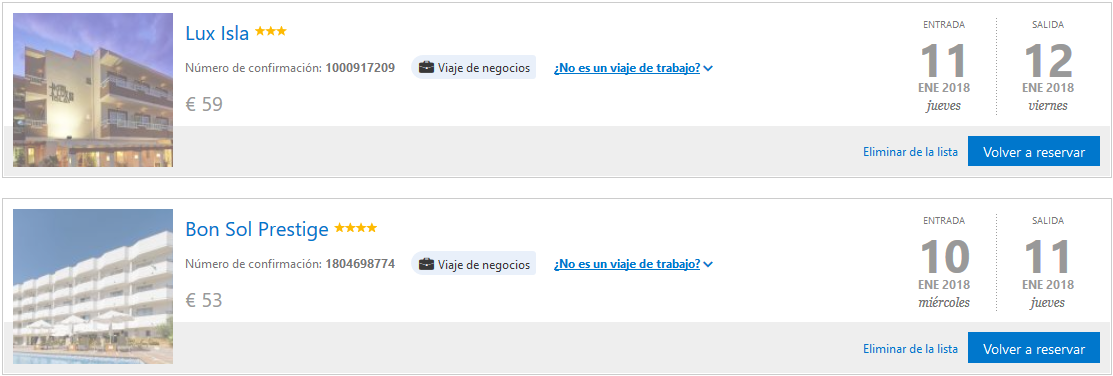 Lux Isla
Número de confirmación: 1000917209 Viaje de negocios ¿No es un viaje de trabajo?
€ 59
ENTRADA SALIDA
11 12
ENE 2018 ENE 2018
jueves viernes
Eliminar de la lista Volver a reservar
Bon Sol Prestige
Número de confirmación: 1804698774 Viaje de negocios ¿No es un viaje de trabajo?
€ 53
ENTRADA SALIDA
10 11
ENE 2018 ENE 2018
miércoles jueves
Eliminar de la lista Volver a reservar